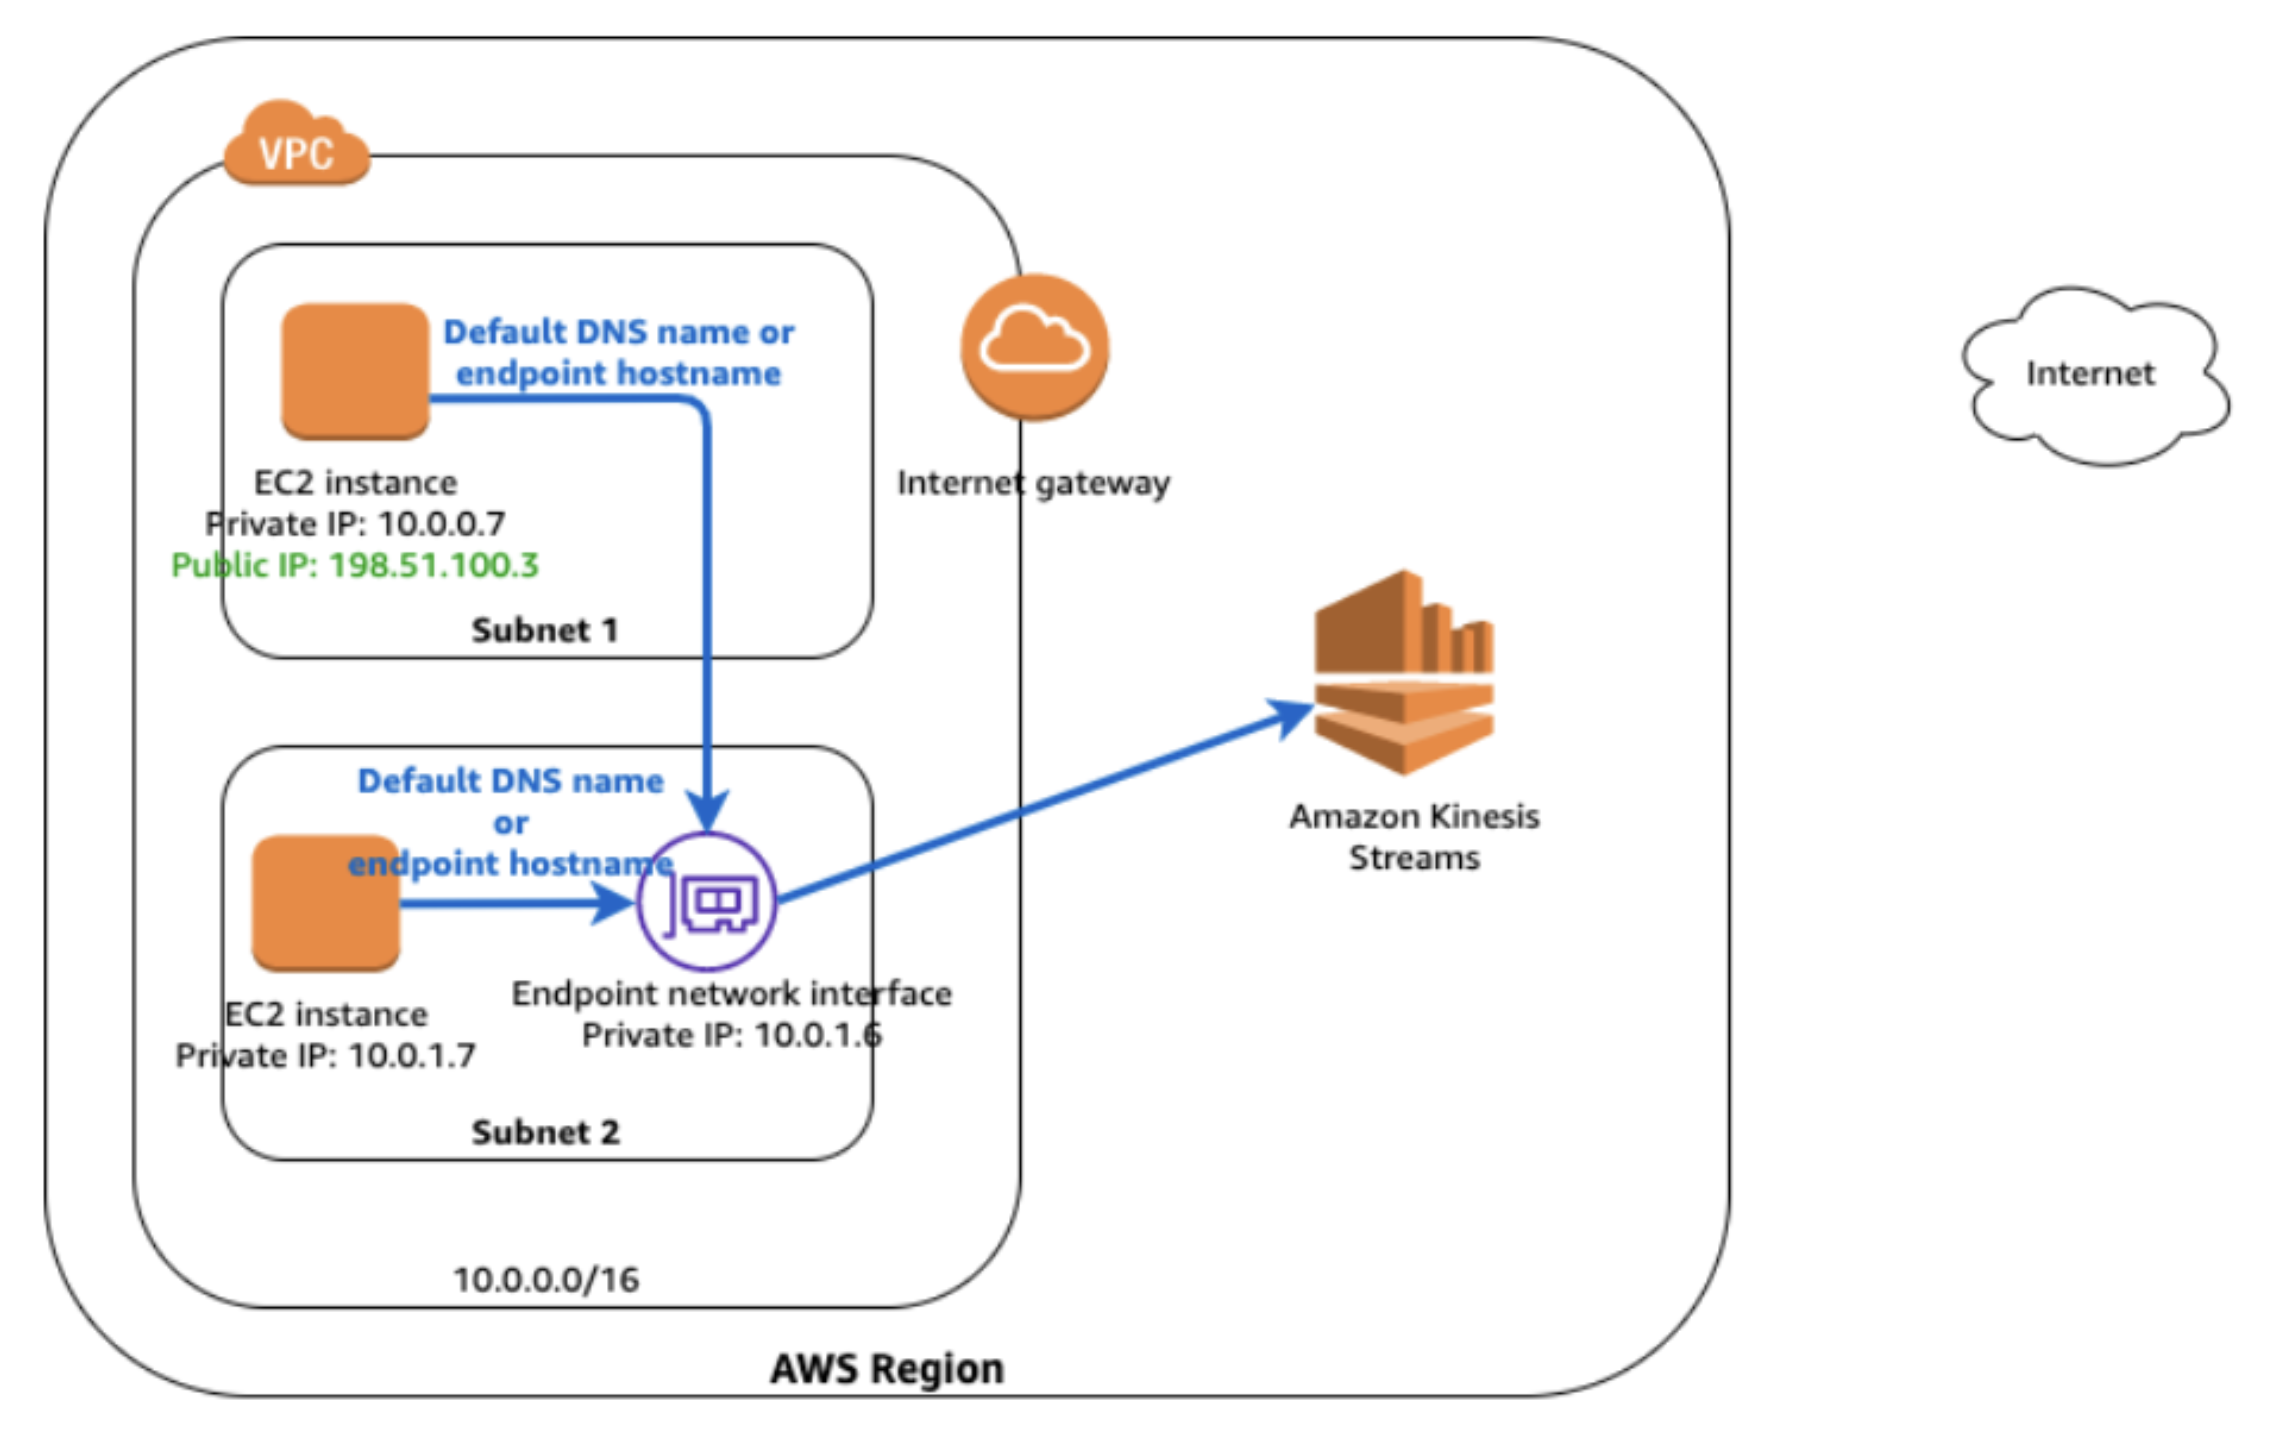 VPC
Default DNS name or
endpoint hostname
EC2 instance
Private IP: 10.0.0.7
Public IP: 198.51.100.3
Subnet 1
Internet gateway
Internet
Default DNS name
or
endpoint hostname
EC2 instance
Private IP: 10.0.1.7
Endpoint network interface
Private IP: 10.0.1.6
Subnet 2
Amazon Kinesis
Streams
10.0.0.0/16
AWS Region